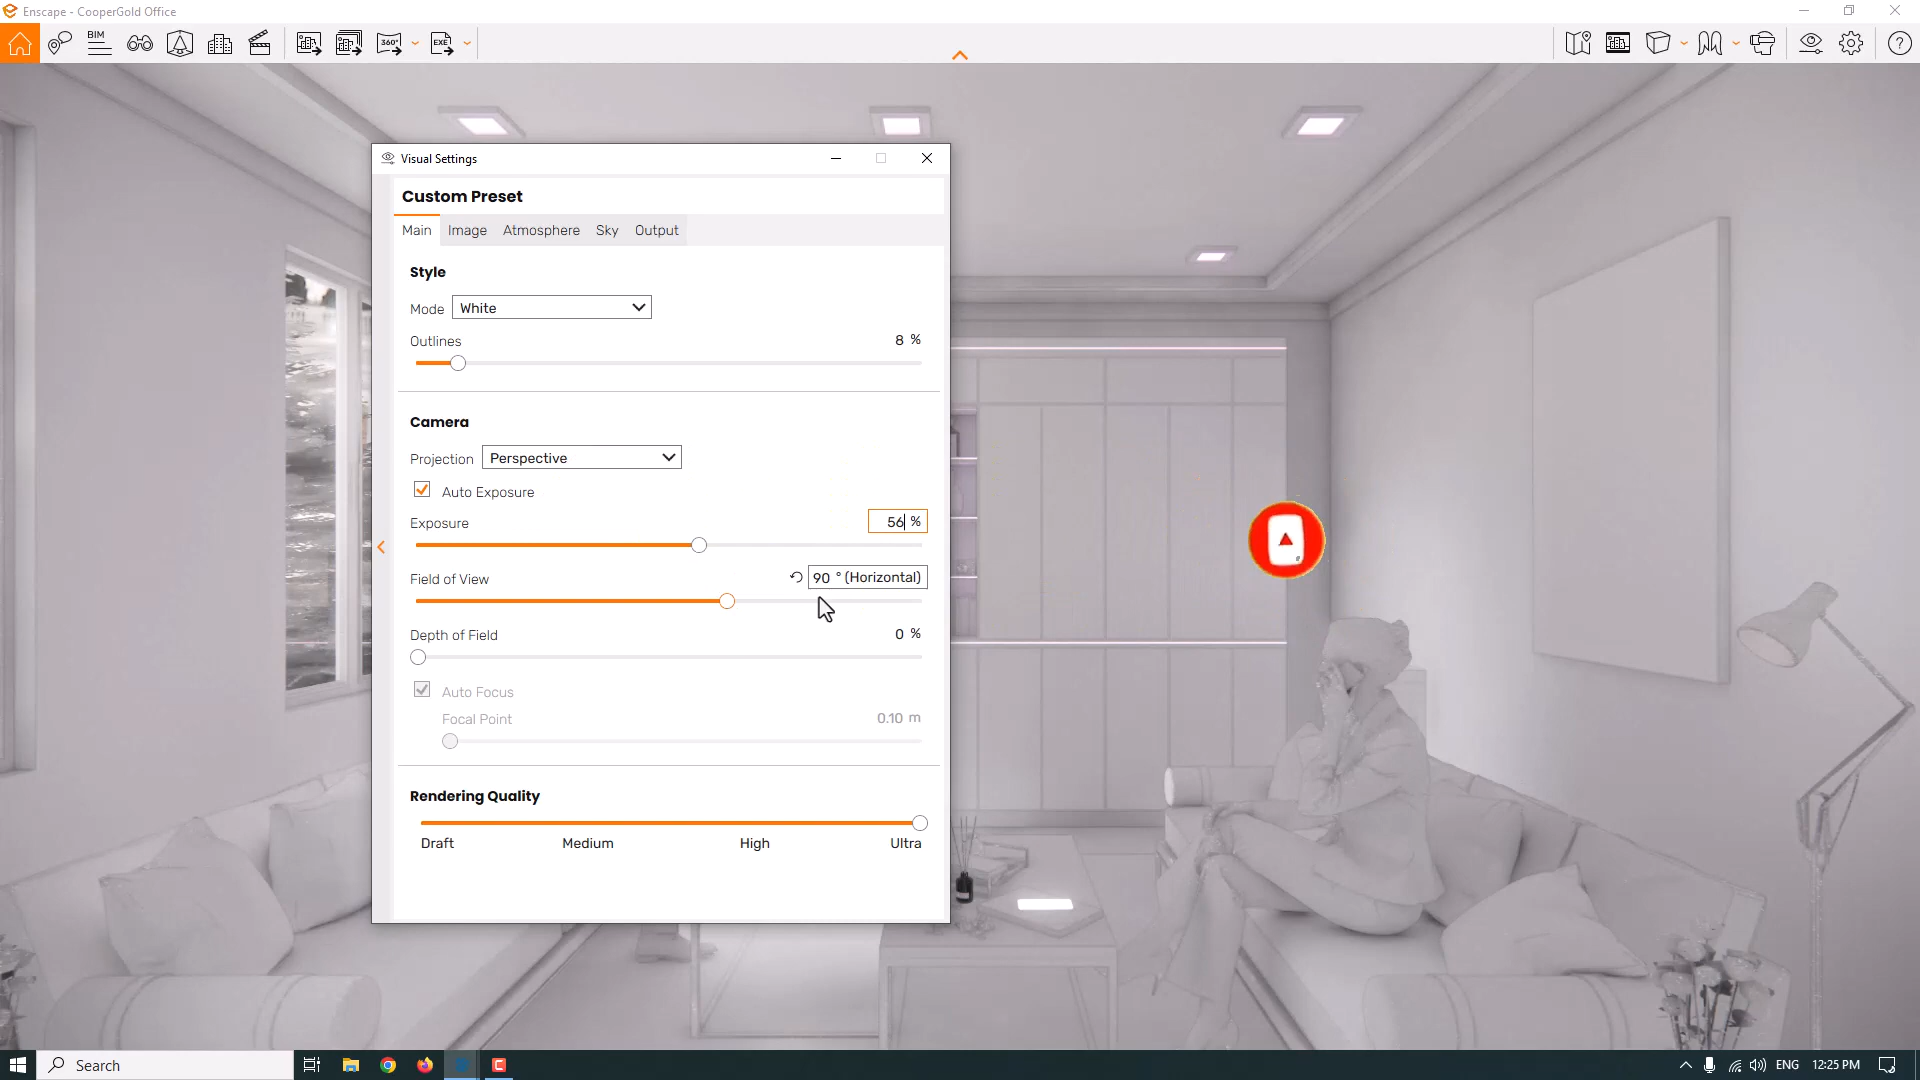 Enscape - CooperGold Office
BIM
360°
EXE
Visual Settings
Custom Preset
Main Image Atmosphere Sky Output
Style
Mode White
Outlines 8 %
Camera
Projection Perspective
Auto Exposure
Exposure 56 %
Field of View 90 ° (Horizontal)
Depth of Field 0 %
Auto Focus
Focal Point 0.10 m
Rendering Quality
Draft Medium High Ultra
Search
ENG 12:25 PM